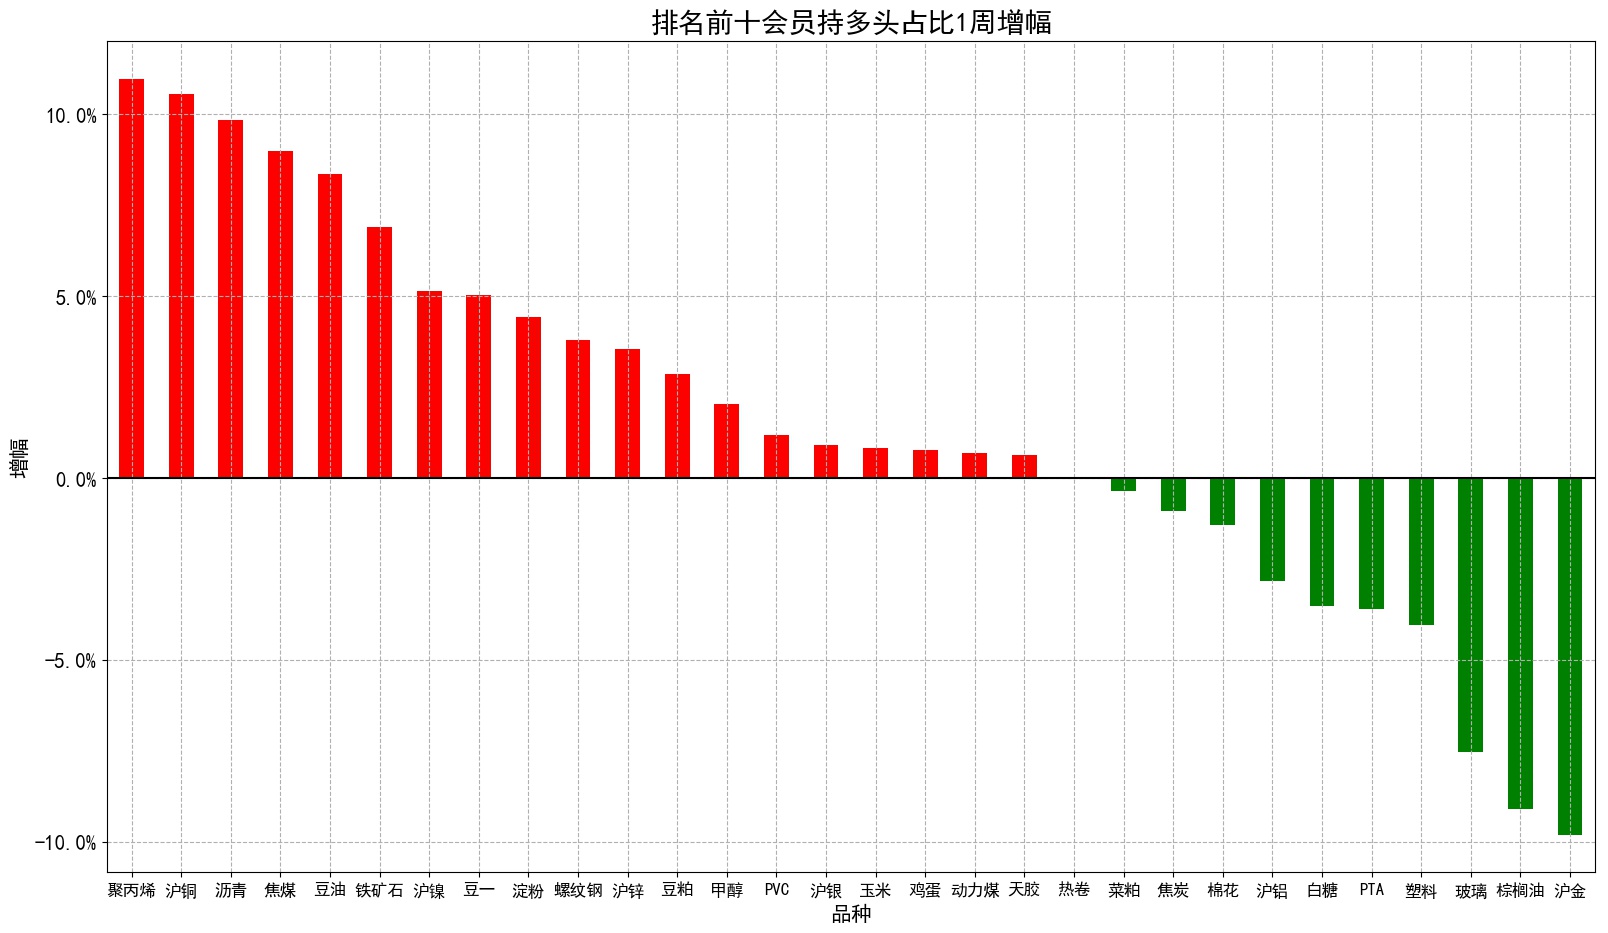 排名前十会员持多头占比1周增幅
增幅
10.0%
5.0%
0.0%
−5.0%
−10.0%
聚丙烯 沪铜 沥青 焦煤 豆油 铁矿石 沪镍 豆一 淀粉 螺纹钢 沪锌 豆粕 甲醇 PVC 沪银 玉米 鸡蛋 动力煤 天胶 热卷 菜粕 焦炭 棉花 沪铝 白糖 PTA 塑料 玻璃 棕榈油 沪金
品种